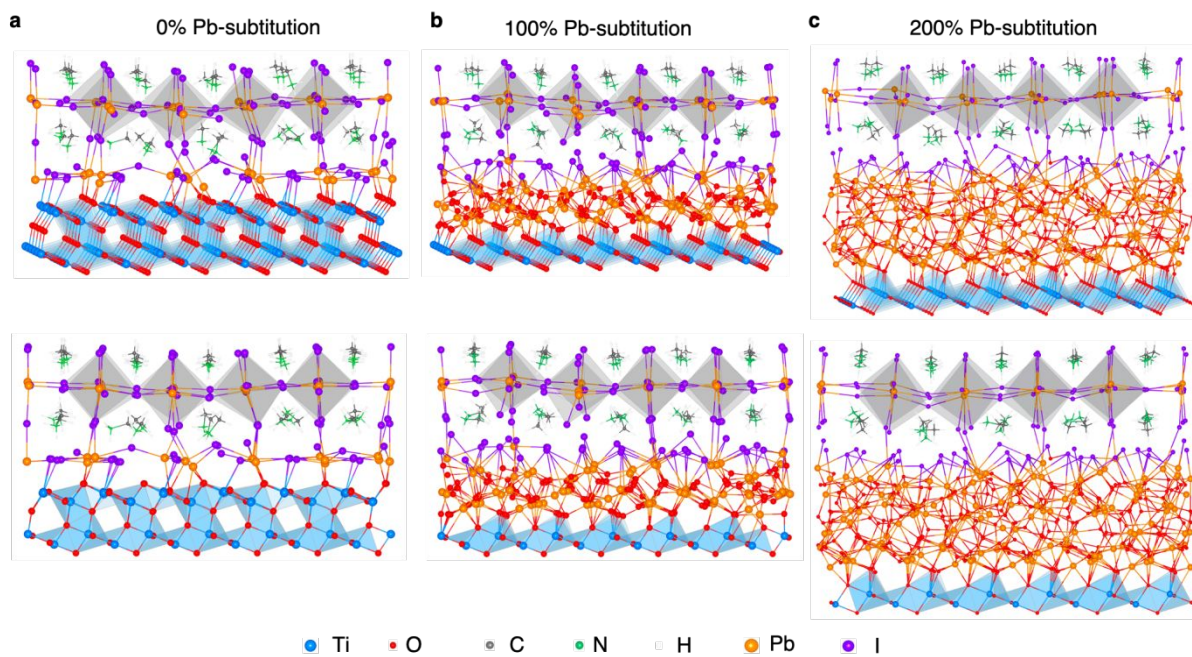 a
0% Pb-subtitution
b
100% Pb-subtitution
c
200% Pb-subtitution
Ti O C N H Pb I